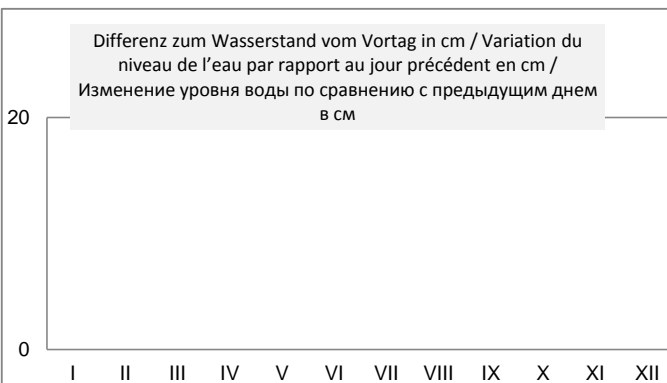 Differenz zum Wasserstand vom Vortag in cm / Variation du
niveau de l’eau par rapport au jour précédent en cm /
Изменение уровня воды по сравнению с предыдущим днем
в см
20
0
I II III IV V VI VII VIII IX X XI XII